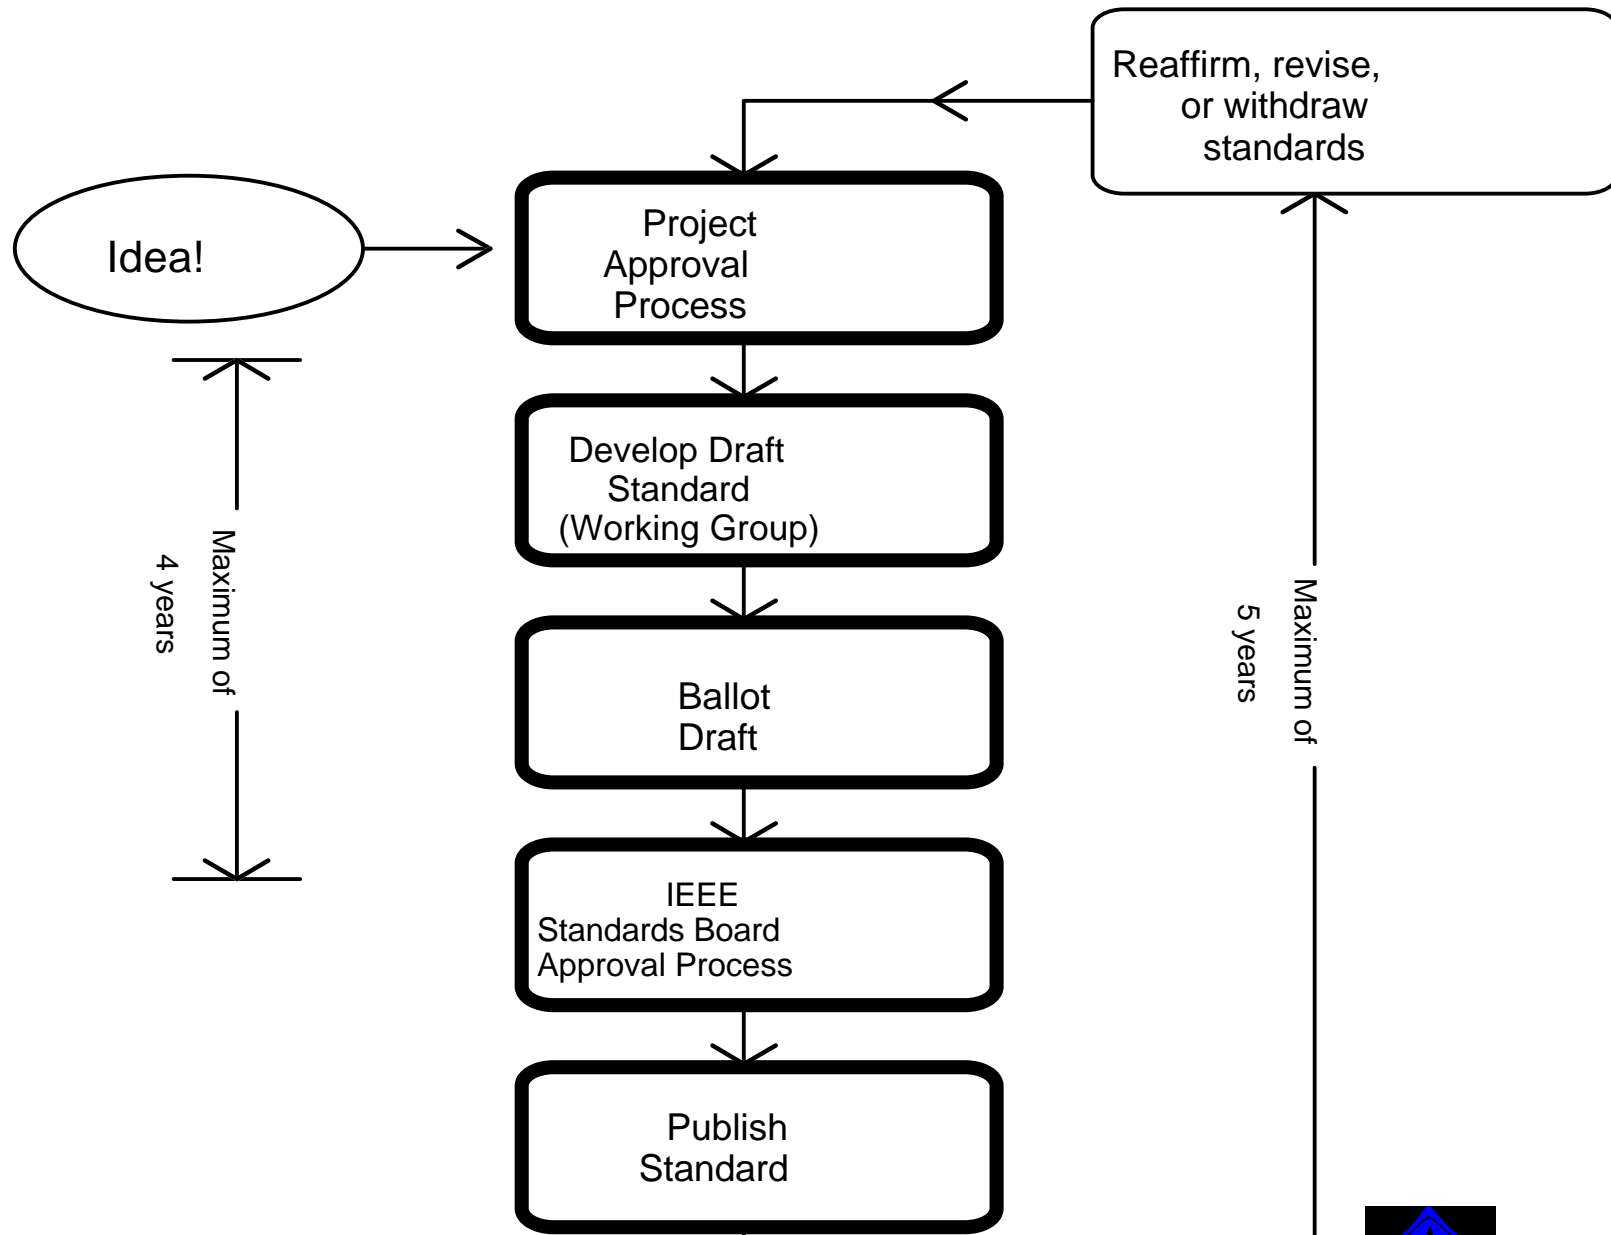 Reaffirm, revise,
or withdraw
standards
Idea!
Project
Approval
Process
Develop Draft
Standard
(Working Group)
Maximum of
4 years
Maximum of
5 years
Ballot
Draft
IEEE
Standards Board
Approval Process
Publish
Standard